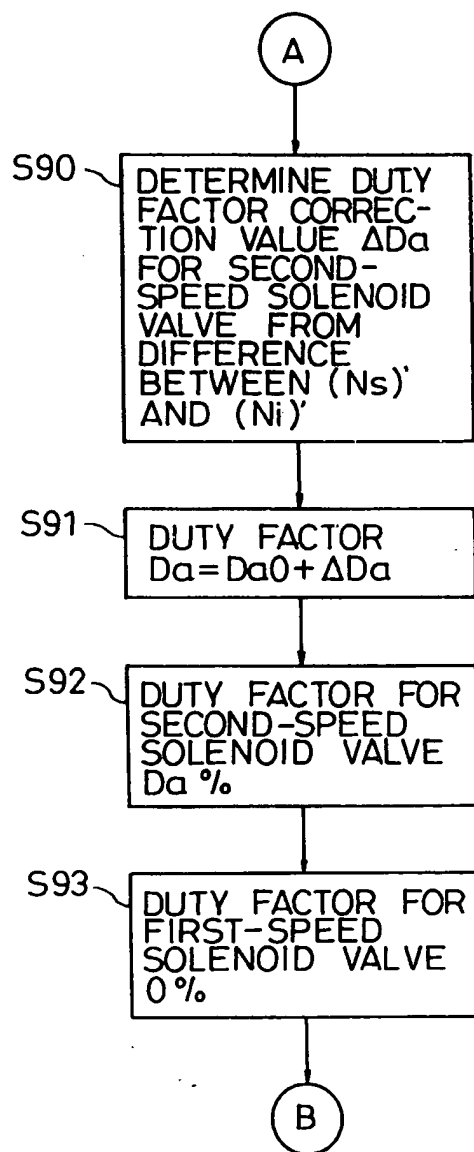 A
S90
DETERMINE DUTY
FACTOR CORREC-
TION VALUE ΔDa
FOR SECOND-
SPEED SOLENOID
VALVE FROM
DIFFERENCE
BETWEEN (Ns)'
AND (Ni)'
S91
DUTY FACTOR
Da=Da0+ΔDa
S92
DUTY FACTOR FOR
SECOND-SPEED
SOLENOID VALVE
Da %
S93
DUTY FACTOR FOR
FIRST-SPEED
SOLENOID VALVE
0 %
B